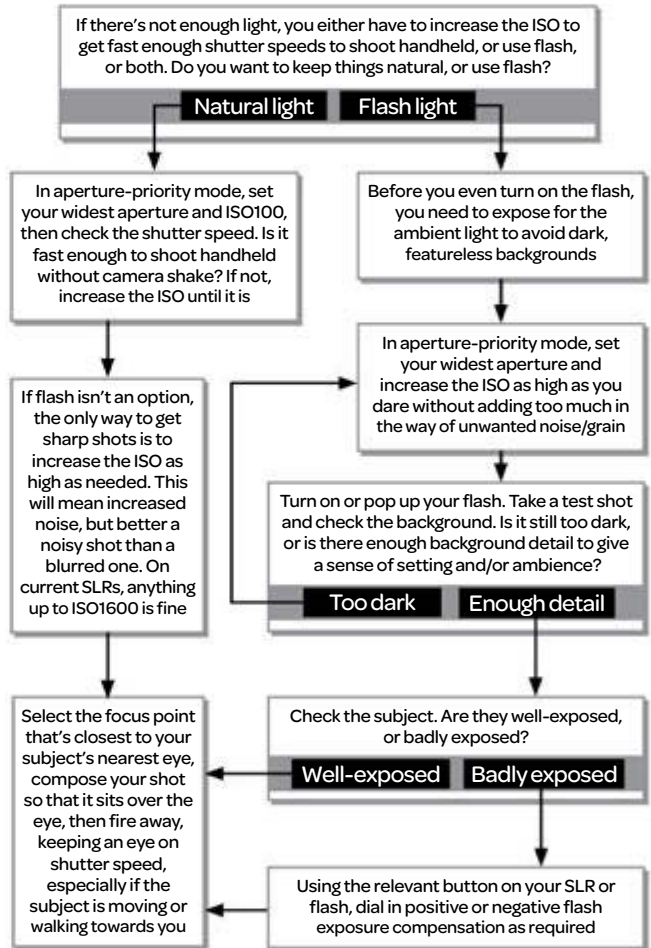 If there's not enough light, you either have to increase the ISO to
get fast enough shutter speeds to shoot handheld, or use flash,
or both. Do you want to keep things natural, or use flash?
Natural light
Flash light
In aperture-priority mode, set
your widest aperture and ISO100,
then check the shutter speed. Is it
fast enough to shoot handheld
without camera shake? If not,
increase the ISO until it is
If flash isn't an option,
the only way to get
sharp shots is to
increase the ISO as
high as needed. This
will mean increased
noise, but better a
noisy shot than a
blurred one. On
current SLRs, anything
up to ISO1600 is fine
Before you even turn on the flash,
you need to expose for the
ambient light to avoid dark,
featureless backgrounds
In aperture-priority mode, set
your widest aperture and
increase the ISO as high as you
dare without adding too much in
the way of unwanted noise/grain
Turn on or pop up your flash. Take a test shot
and check the background. Is it still too dark,
or is there enough background detail to give
a sense of setting and/or ambience?
Too dark
Enough detail
Check the subject. Are they well-exposed,
or badly exposed?
Well-exposed
Badly exposed
Using the relevant button on your SLR or
flash, dial in positive or negative flash
exposure compensation as required
Select the focus point
that's closest to your
subject's nearest eye,
compose your shot
so that it sits over the
eye, then fire away,
keeping an eye on
shutter speed,
especially if the
subject is moving or
walking towards you